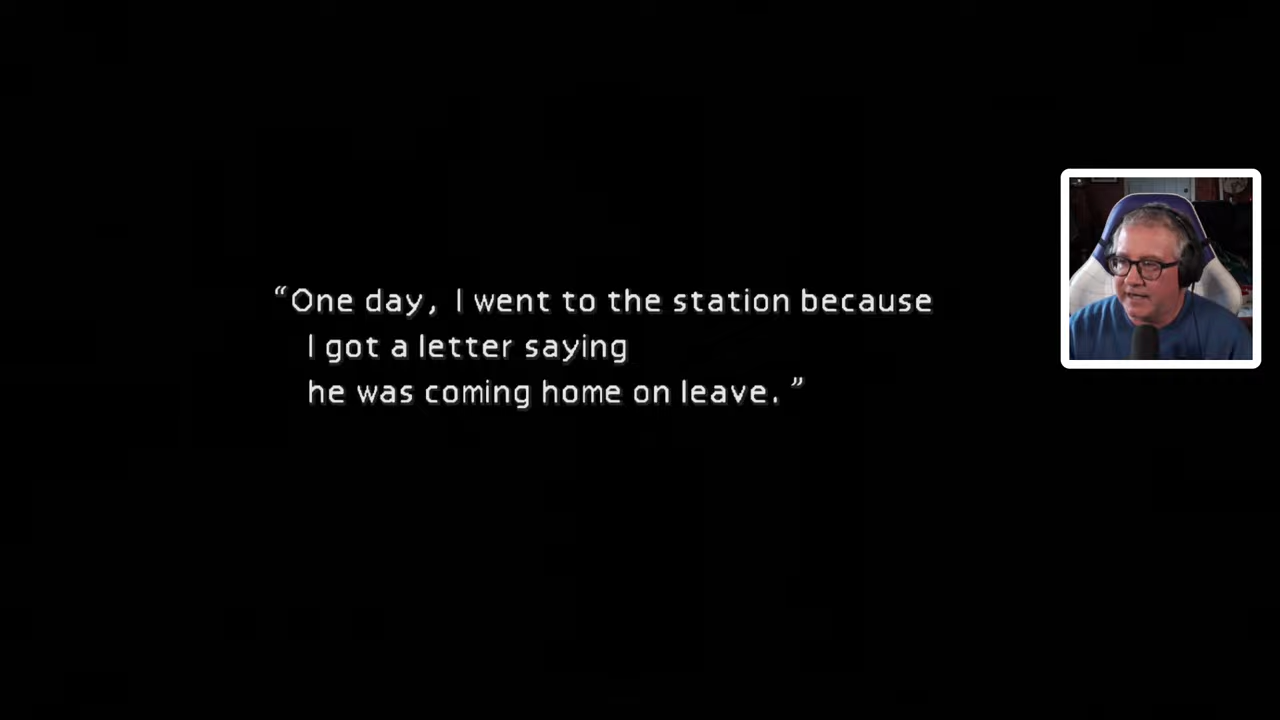 “One day, I went to the station because
I got a letter saying
he was coming home on leave.”